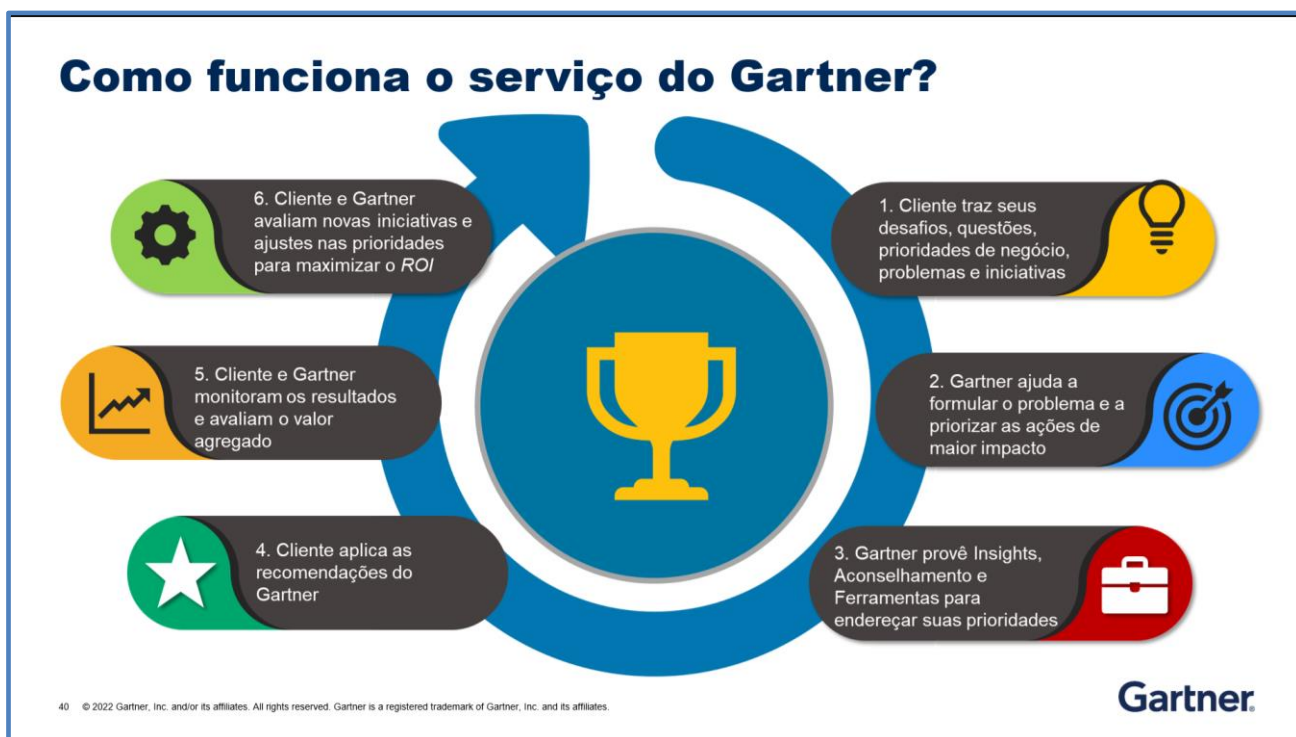 Como funciona o serviço do Gartner?
1. Cliente traz seus
desafios, questões,
prioridades de negócio,
problemas e iniciativas
2. Gartner ajuda a
formular o problema e a
priorizar as ações de
maior impacto
3. Gartner provê Insights,
Aconselhamento e
Ferramentas para
endereçar suas prioridades
4. Cliente aplica as
recomendações do
Gartner
5. Cliente e Gartner
monitoram os resultados
e avaliam o valor
agregado
6. Cliente e Gartner
avaliam novas iniciativas e
ajustes nas prioridades
para maximizar o ROI
40 © 2022 Gartner, Inc. and/or its affiliates. All rights reserved. Gartner is a registered trademark of Gartner, Inc. and its affiliates.
Gartner®